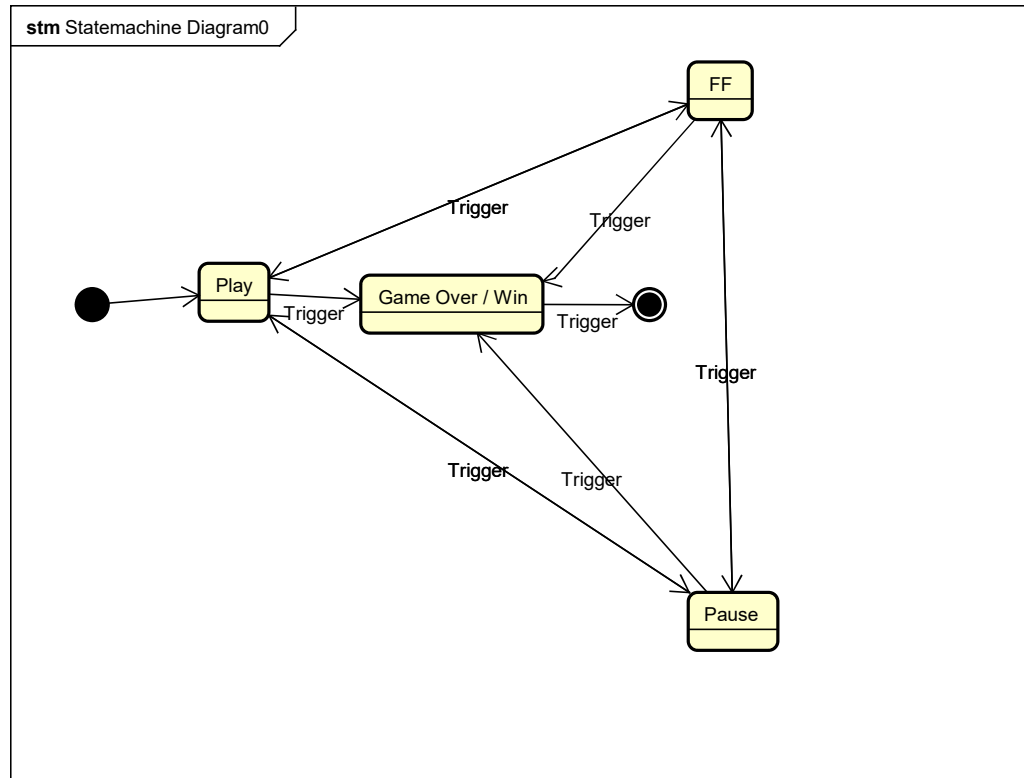 stm Statemachine Diagram0
FF
Trigger
Trigger
Play
Game Over / Win
Trigger
Trigger
Trigger
Trigger
Trigger
Pause